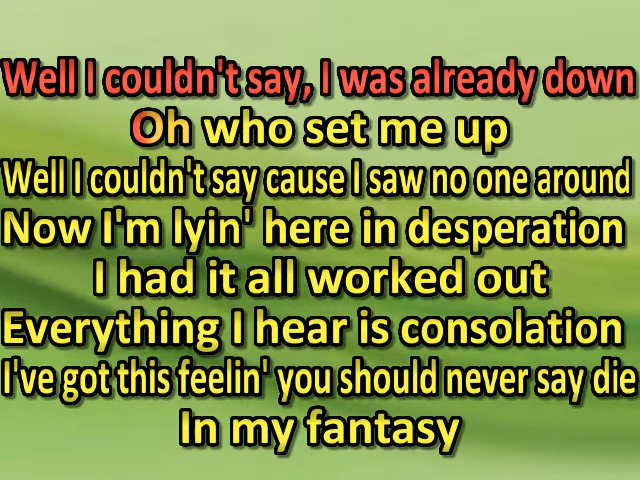 Well I couldn't say, I was already down
Oh who set me up
Well I couldn't say cause I saw no one around
Now I'm lyin' here in desperation
I had it all worked out
Everything I hear is consolation
I've got this feelin' you should never say die
In my fantasy